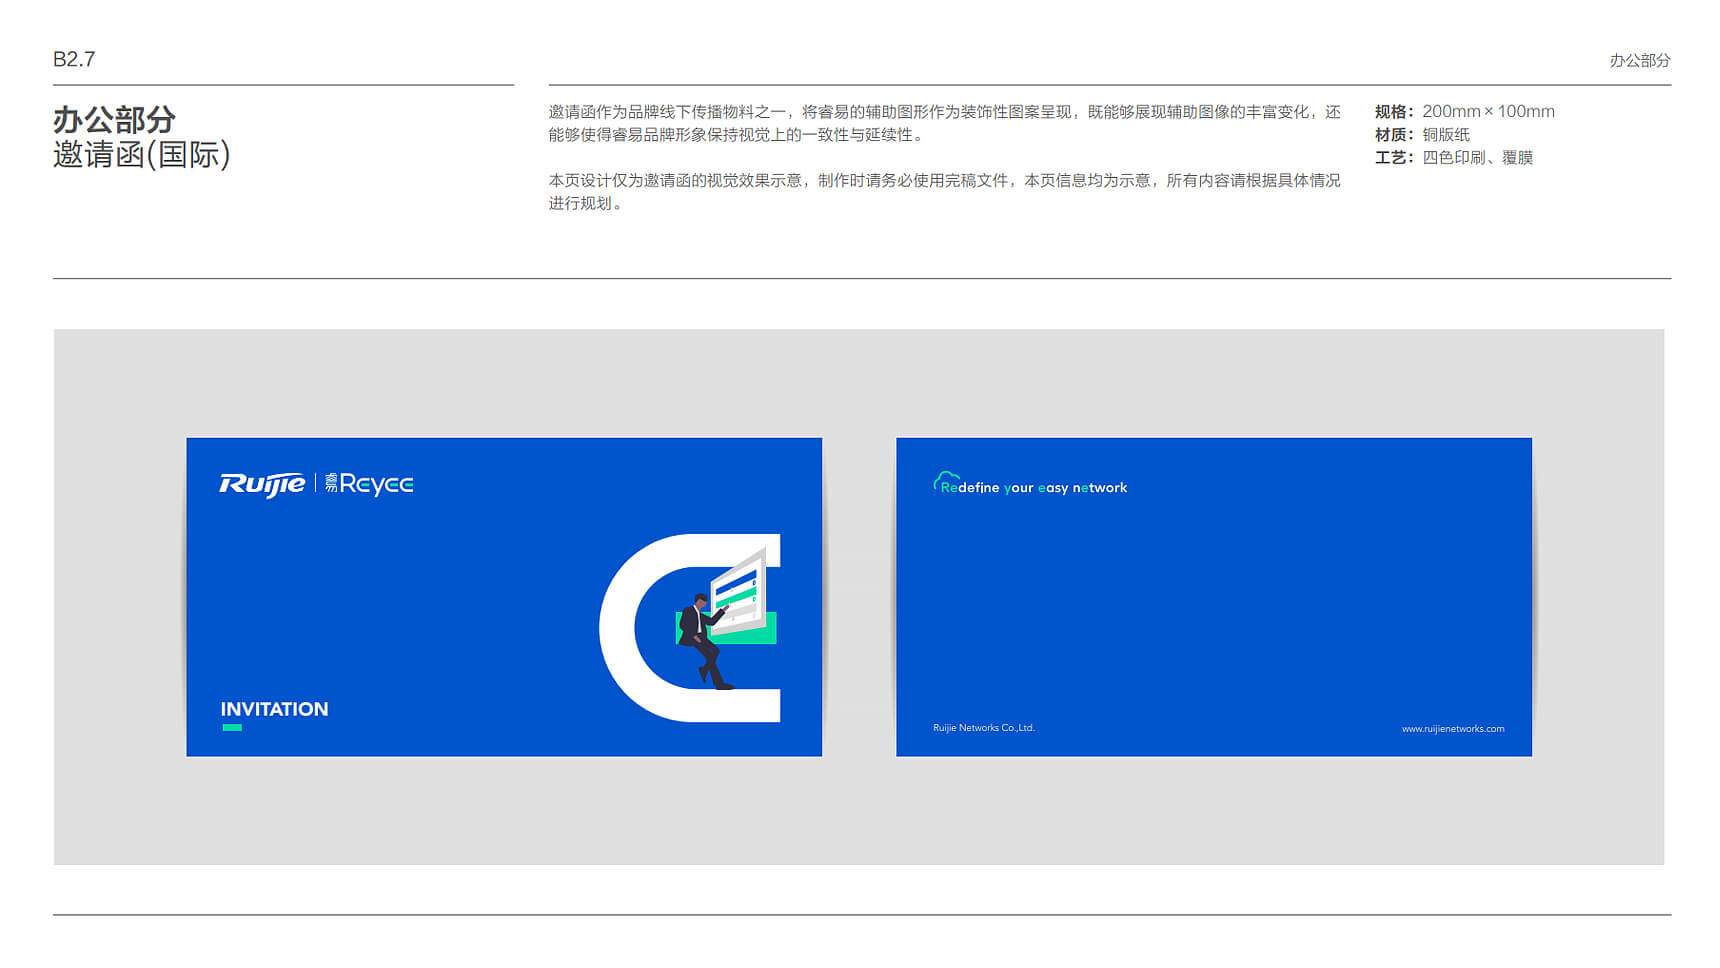 B2.7
办公部分
办公部分
邀请函(国际)
邀请函作为品牌线下传播物料之一，将睿易的辅助图形作为装饰性图案呈现，既能够展现辅助图像的丰富变化，还
能够使得睿易品牌形象保持视觉上的一致性与延续性。
本页设计仅为邀请函的视觉效果示意，制作时请务必使用完稿文件，本页信息均为示意，所有内容请根据具体情况
进行规划。
规格：200mm × 100mm
材质：铜版纸
工艺：四色印刷、覆膜
Ruijie | 睿易 Reyee
INVITATION
Redefine your easy network
Ruijie Networks Co.,Ltd.
www.ruijienetworks.com